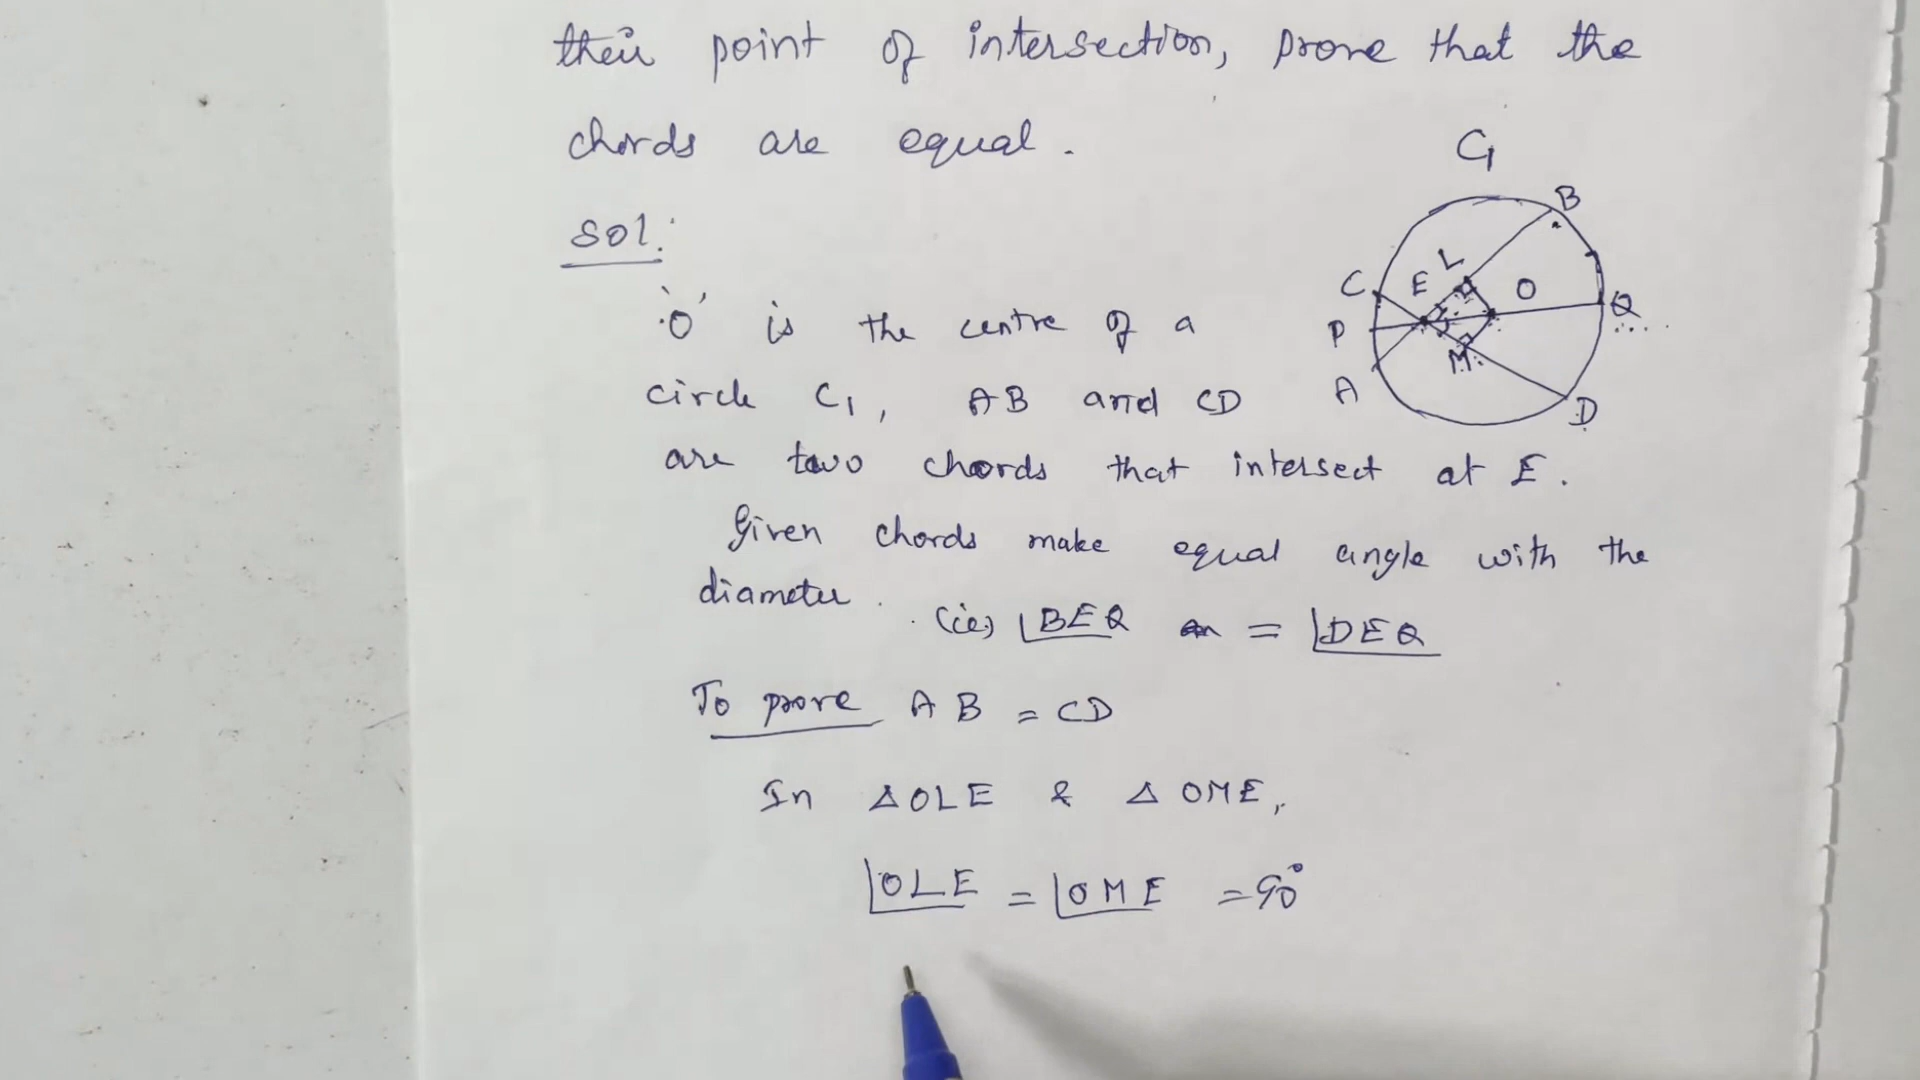 their point of intersection, prove that the
chords are equal.
C1
Sol:
B
L
C E O
P Q
M
A
D
'O' is the centre of a
circle C1, AB and CD
are two chords that intersect at E.
Given chords make equal angle with the
diameter.
(ie) ∠BEQ = ∠DEQ
To prove AB = CD
In △OLE & △OME,
∠OLE = ∠OME = 90°